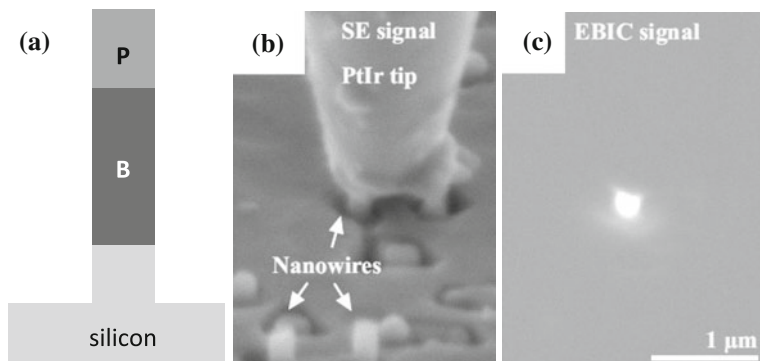 (a)
P
B
silicon
(b)
SE signal
PtIr tip
Nanowires
(c)
EBIC signal
1 µm